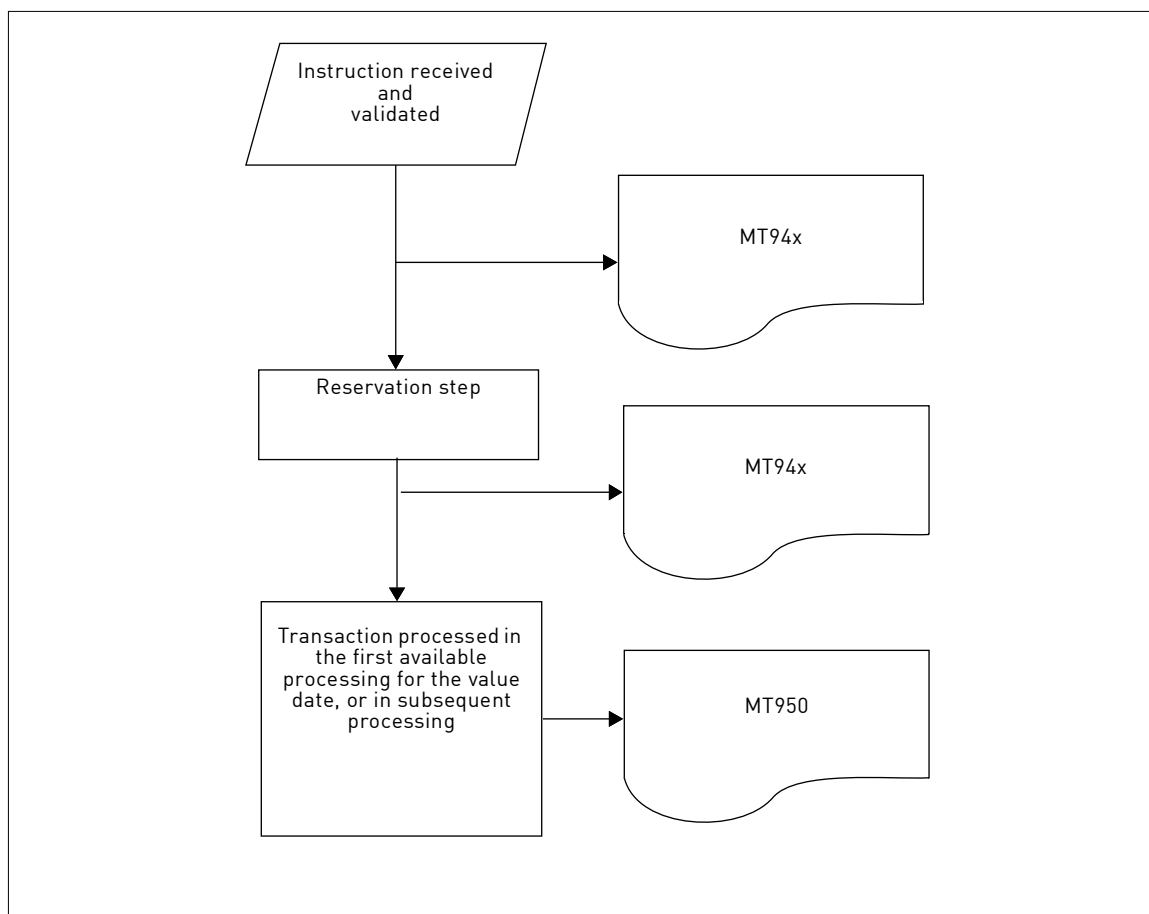 Instruction received
and
validated
MT94x
Reservation step
MT94x
Transaction processed in
the first available
processing for the value
date, or in subsequent
processing
MT950